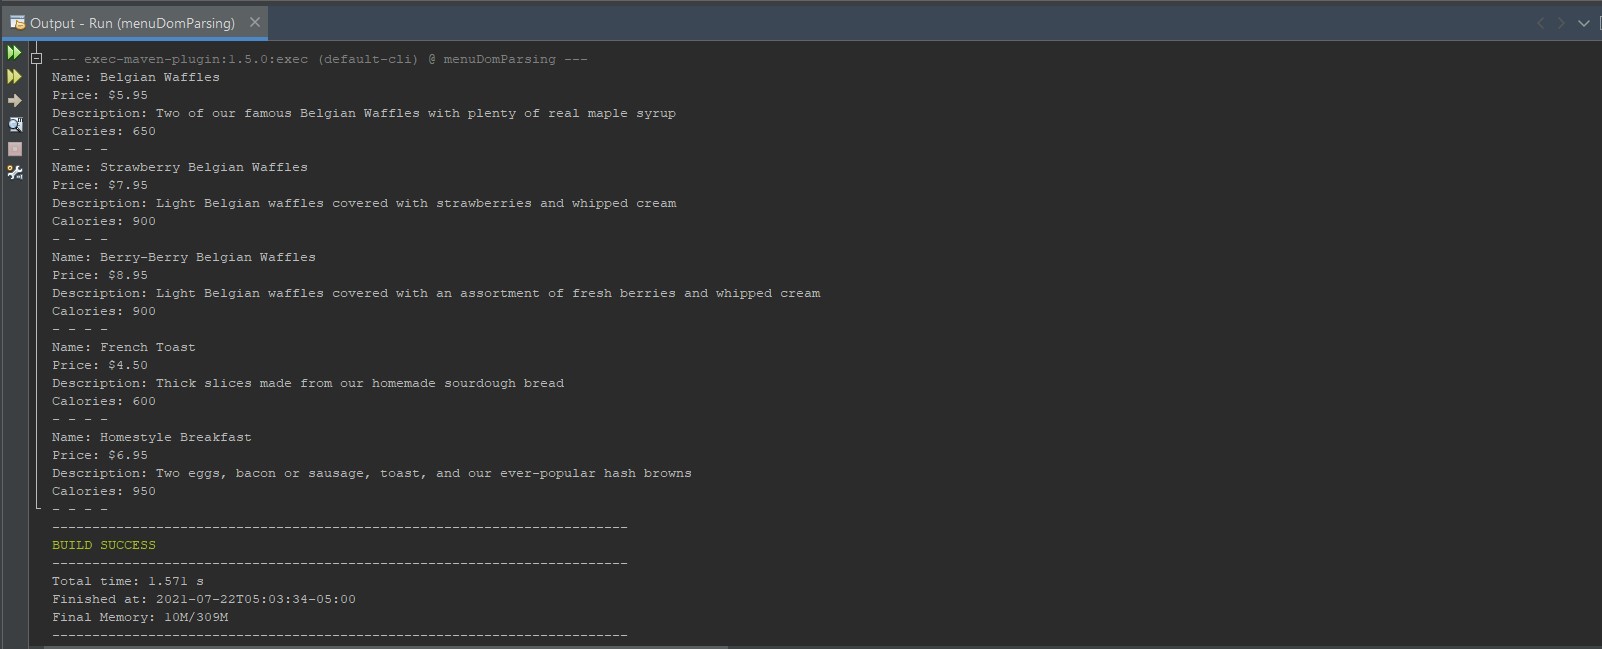 Output - Run (menuDomParsing)
--- exec-maven-plugin:1.5.0:exec (default-cli) @ menuDomParsing ---
Name: Belgian Waffles
Price: $5.95
Description: Two of our famous Belgian Waffles with plenty of real maple syrup
Calories: 650
- - - -
Name: Strawberry Belgian Waffles
Price: $7.95
Description: Light Belgian waffles covered with strawberries and whipped cream
Calories: 900
- - - -
Name: Berry-Berry Belgian Waffles
Price: $8.95
Description: Light Belgian waffles covered with an assortment of fresh berries and whipped cream
Calories: 900
- - - -
Name: French Toast
Price: $4.50
Description: Thick slices made from our homemade sourdough bread
Calories: 600
- - - -
Name: Homestyle Breakfast
Price: $6.95
Description: Two eggs, bacon or sausage, toast, and our ever-popular hash browns
Calories: 950
- - - -
------------------------------------------------------------------------
BUILD SUCCESS
------------------------------------------------------------------------
Total time: 1.571 s
Finished at: 2021-07-22T05:03:34-05:00
Final Memory: 10M/309M
------------------------------------------------------------------------